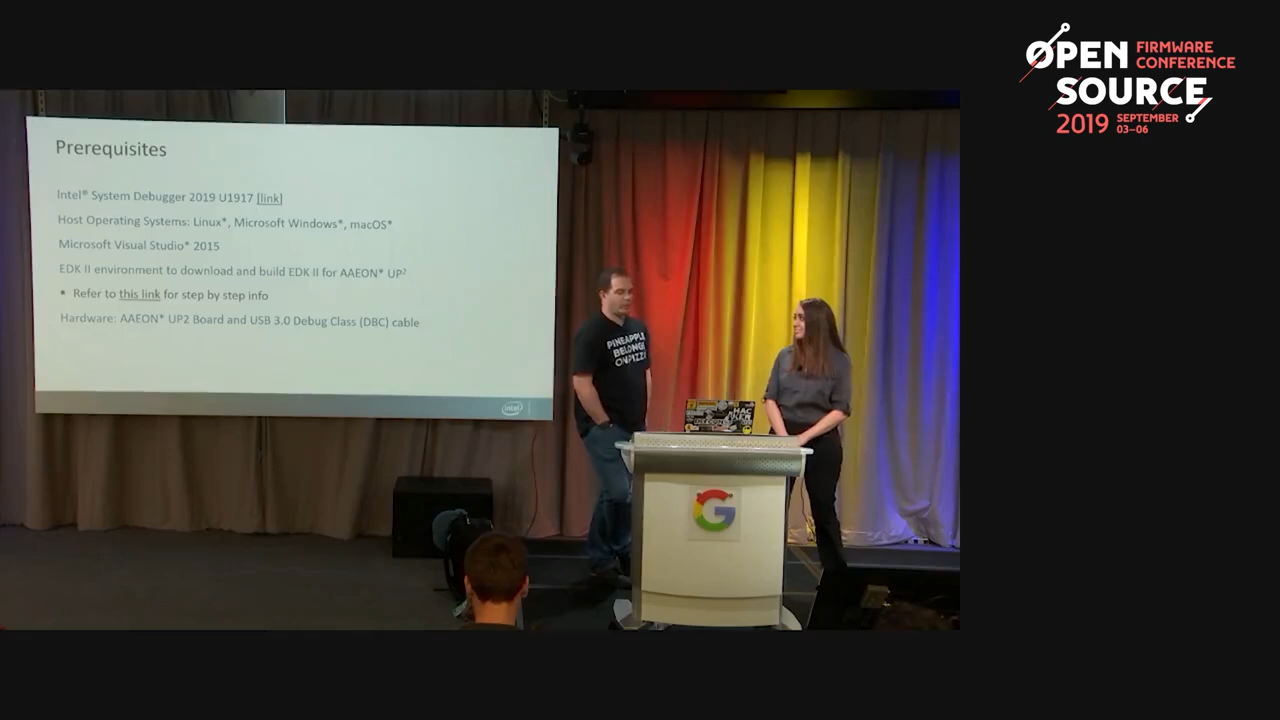 OPEN
FIRMWARE
CONFERENCE
SOURCE
2019 SEPTEMBER
03–06
Prerequisites
Intel® System Debugger 2019 U1917 [link]
Host Operating Systems: Linux*, Microsoft Windows*, macOS*
Microsoft Visual Studio* 2015
EDK II environment to download and build EDK II for AAEON* UP²
▪ Refer to this link for step by step info
Hardware: AAEON* UP2 Board and USB 3.0 Debug Class (DBC) cable
intel
PINEAPPLE
BELONGS
ON PIZZA
G